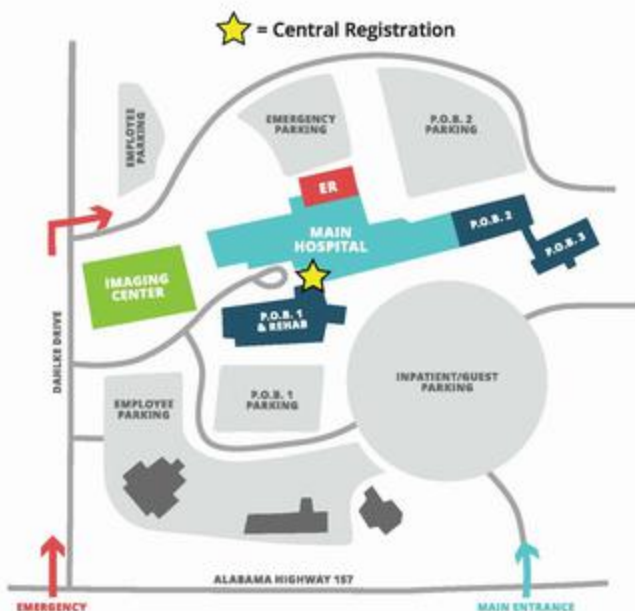 = Central Registration
EMPLOYEE
PARKING
EMERGENCY
PARKING
P.O.B. 2
PARKING
ER
MAIN
HOSPITAL
P.O.B. 2
P.O.B. 3
IMAGING
CENTER
P.O.B. 1
& REHAB
DAHLKE DRIVE
INPATIENT/GUEST
PARKING
EMPLOYEE
PARKING
P.O.B. 1
PARKING
ALABAMA HIGHWAY 157
EMERGENCY
MAIN ENTRANCE